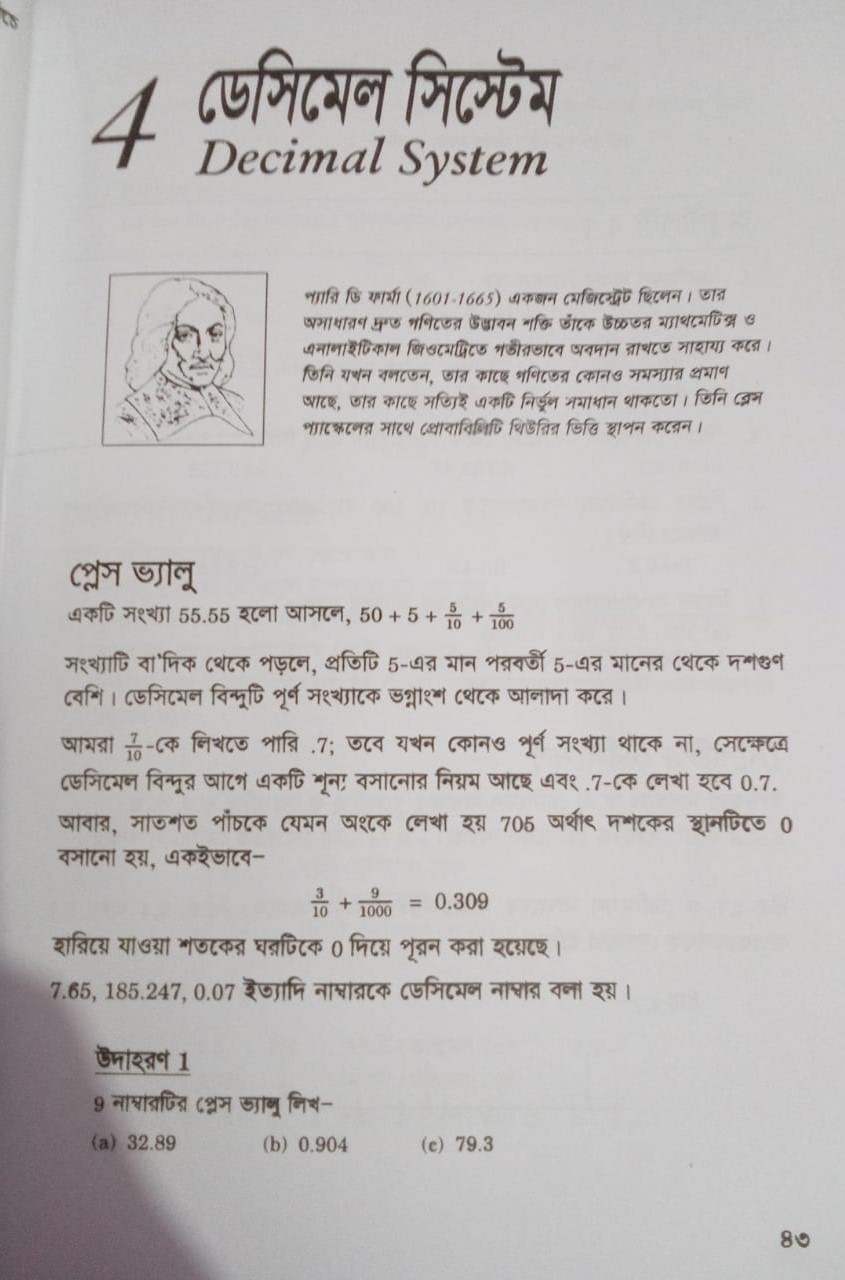 4 ডেসিমেল সিস্টেম
Decimal System
প্যারি ডি ফার্মা (1601-1665) একজন মেজিস্ট্রেট ছিলেন। তার
অসাধারণ দ্রুত গণিতের উদ্ভাবন শক্তি তাঁকে উচ্চতর ম্যাথমেটিক্স ও
এনালাইটিকাল জিওমেট্রিতে গভীরভাবে অবদান রাখতে সাহায্য করে।
তিনি যখন বলতেন, তার কাছে গণিতের কোনও সমস্যার প্রমাণ
আছে, তার কাছে সত্যিই একটি নির্ভুল সমাধান থাকতো। তিনি ব্লেস
প্যাস্কেলের সাথে প্রোবাবিলিটি থিউরির ভিত্তি স্থাপন করেন।
প্লেস ভ্যালু
একটি সংখ্যা 55.55 হলো আসলে, 50 + 5 + 5/10 + 5/100
সংখ্যাটি বা'দিক থেকে পড়লে, প্রতিটি 5-এর মান পরবর্তী 5-এর মানের থেকে দশগুণ
বেশি। ডেসিমেল বিন্দুটি পূর্ণ সংখ্যাকে ভগ্নাংশ থেকে আলাদা করে।
আমরা 7/10-কে লিখতে পারি .7; তবে যখন কোনও পূর্ণ সংখ্যা থাকে না, সেক্ষেত্রে
ডেসিমেল বিন্দুর আগে একটি শূন্য বসানোর নিয়ম আছে এবং .7-কে লেখা হবে 0.7.
আবার, সাতশত পাঁচকে যেমন অংকে লেখা হয় 705 অর্থাৎ দশকের স্থানটিতে 0
বসানো হয়, একইভাবে–
3/10 + 9/1000 = 0.309
হারিয়ে যাওয়া শতকের ঘরটিকে 0 দিয়ে পূরন করা হয়েছে।
7.65, 185.247, 0.07 ইত্যাদি নাম্বারকে ডেসিমেল নাম্বার বলা হয়।
উদাহরণ 1
9 নাম্বারটির প্লেস ভ্যালু লিখ–
(a) 32.89 (b) 0.904 (c) 79.3
৪৩